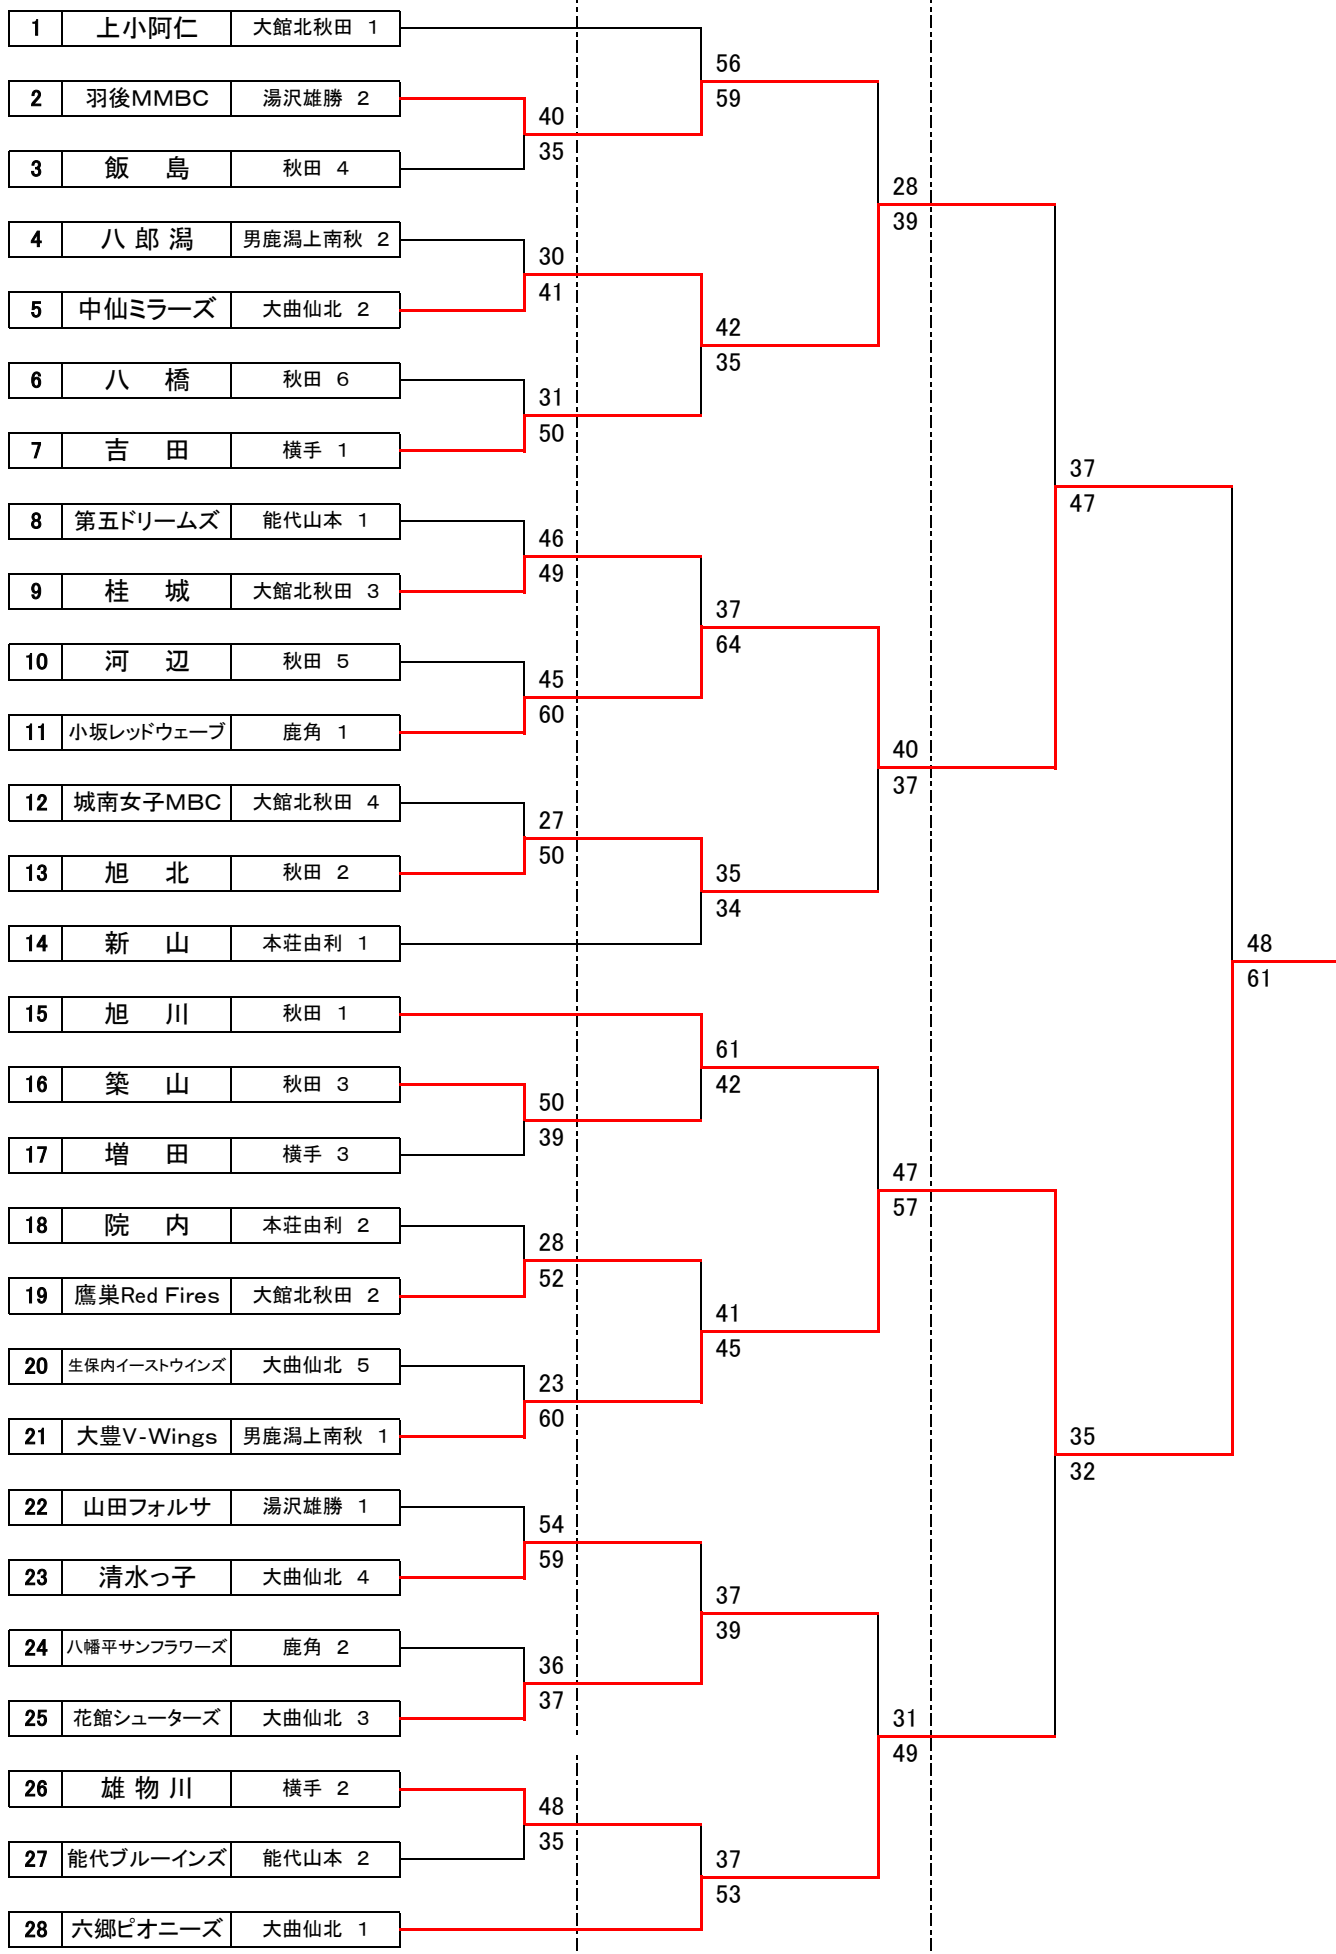 1 上小阿仁 大館北秋田 1
56
2 羽後MMBC 湯沢雄勝 2
59
40
35
3 飯 島 秋田 4
28
39
4 八 郎 潟 男鹿潟上南秋 2
30
41
5 中仙ミラーズ 大曲仙北 2
42
35
6 八 橋 秋田 6
31
50
7 吉 田 横手 1
37
47
8 第五ドリームズ 能代山本 1
46
49
9 桂 城 大館北秋田 3
37
64
10 河 辺 秋田 5
45
60
11 小坂レッドウェーブ 鹿角 1
40
37
12 城南女子MBC 大館北秋田 4
27
50
13 旭 北 秋田 2
35
34
14 新 山 本荘由利 1
48
61
15 旭 川 秋田 1
61
42
16 築 山 秋田 3
50
39
17 増 田 横手 3
47
57
18 院 内 本荘由利 2
28
52
19 鷹巣Red Fires 大館北秋田 2
41
45
20 生保内イーストウインズ 大曲仙北 5
23
60
21 大豊V-Wings 男鹿潟上南秋 1
35
32
22 山田フォルサ 湯沢雄勝 1
54
59
23 清水っ子 大曲仙北 4
37
39
24 八幡平サンフラワーズ 鹿角 2
36
37
25 花館シューターズ 大曲仙北 3
31
49
26 雄 物 川 横手 2
48
35
27 能代ブルーインズ 能代山本 2
37
53
28 六郷ピオニーズ 大曲仙北 1